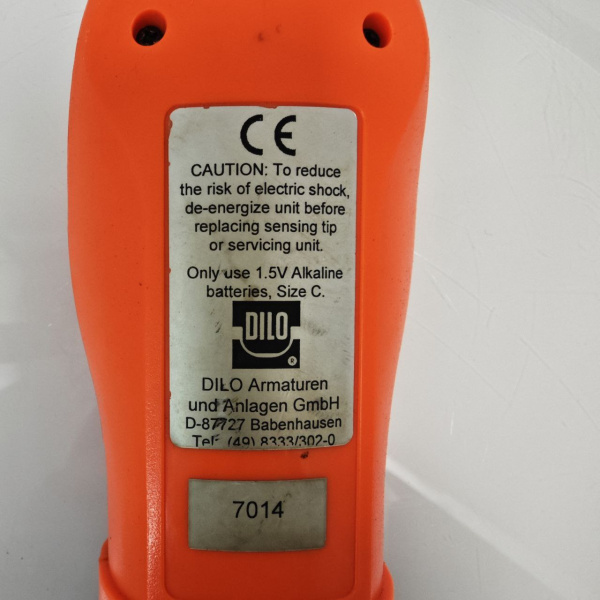 CE
CAUTION: To reduce
the risk of electric shock,
de-energize unit before
replacing sensing tip
or servicing unit.
Only use 1.5V Alkaline
batteries, Size C.
DILO
®
DILO Armaturen
und Anlagen GmbH
D-87727 Babenhausen
Tel: (49) 8333/302-0
7014